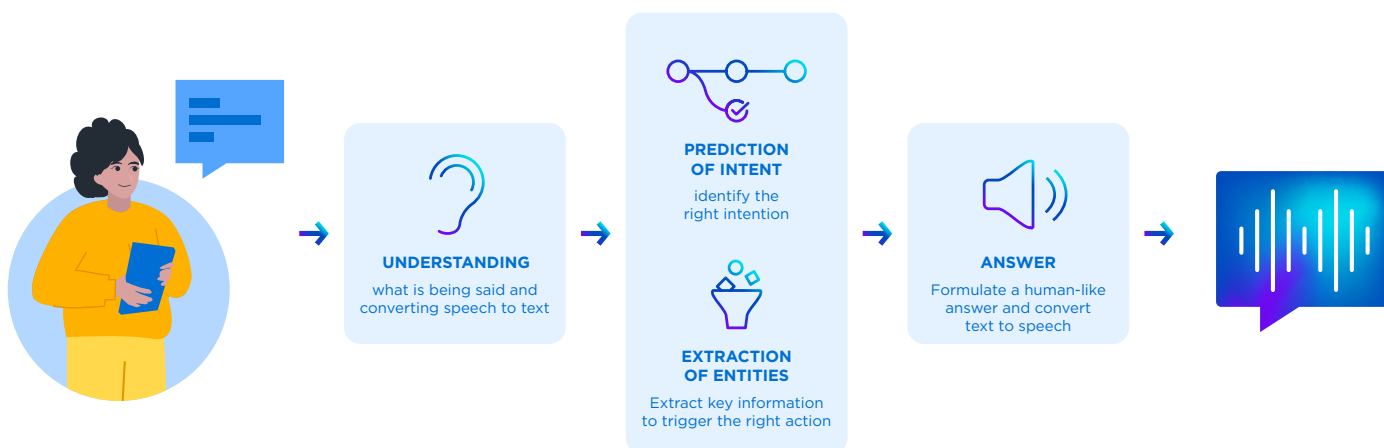 UNDERSTANDING
what is being said and
converting speech to text
PREDICTION
OF INTENT
identify the
right intention
EXTRACTION
OF ENTITIES
Extract key information
to trigger the right action
ANSWER
Formulate a human-like
answer and convert
text to speech